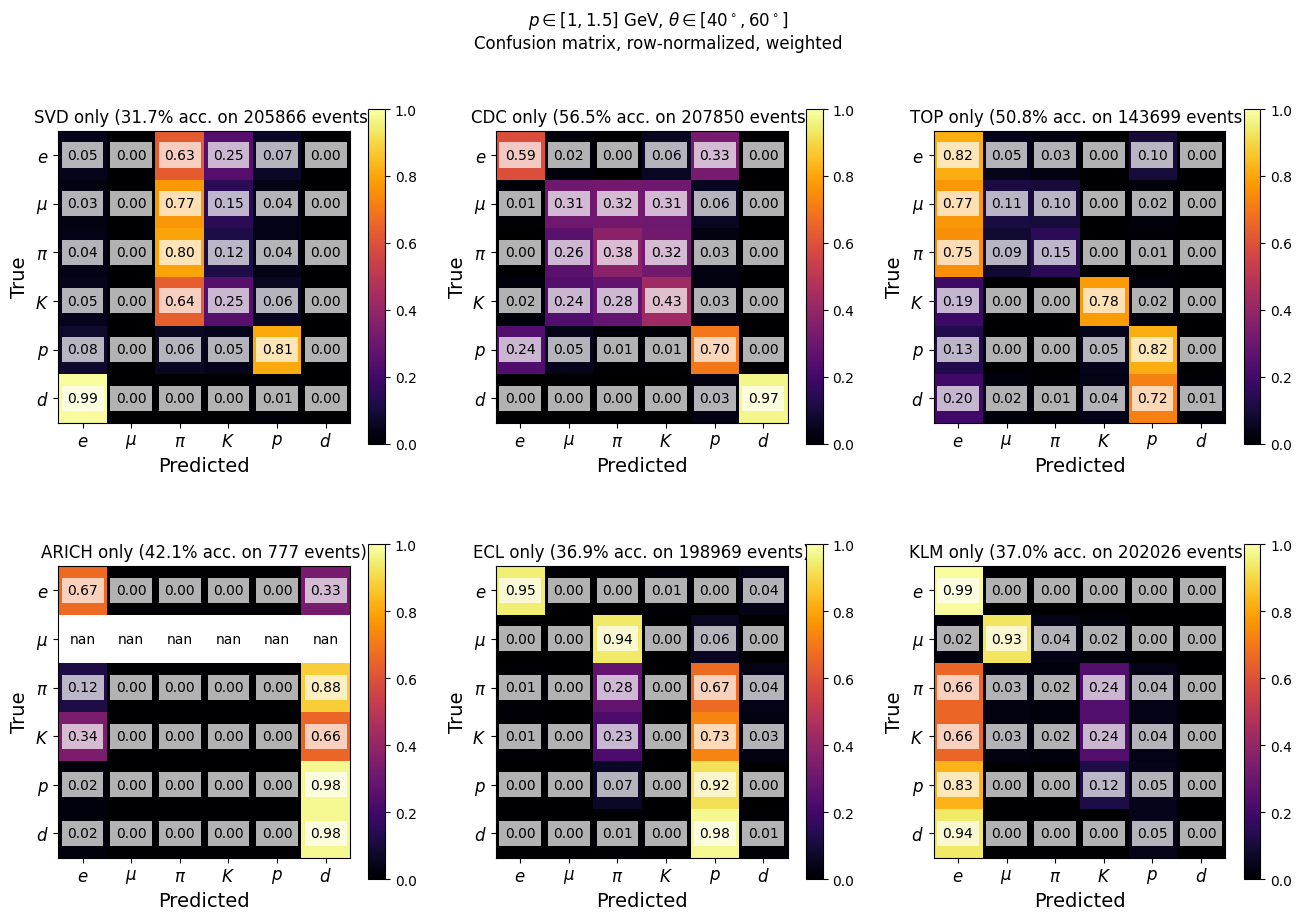 p ∈ [1, 1.5] GeV, θ ∈ [40°, 60°]
Confusion matrix, row-normalized, weighted
SVD only (31.7% acc. on 205866 events
True
e 0.05 0.00 0.63 0.25 0.07 0.00
μ 0.03 0.00 0.77 0.15 0.04 0.00
π 0.04 0.00 0.80 0.12 0.04 0.00
K 0.05 0.00 0.64 0.25 0.06 0.00
p 0.08 0.00 0.06 0.05 0.81 0.00
d 0.99 0.00 0.00 0.00 0.01 0.00
e μ π K p d
Predicted
1.0
0.8
0.6
0.4
0.2
0.0
CDC only (56.5% acc. on 207850 events
True
e 0.59 0.02 0.00 0.06 0.33 0.00
μ 0.01 0.31 0.32 0.31 0.06 0.00
π 0.00 0.26 0.38 0.32 0.03 0.00
K 0.02 0.24 0.28 0.43 0.03 0.00
p 0.24 0.05 0.01 0.01 0.70 0.00
d 0.00 0.00 0.00 0.00 0.03 0.97
e μ π K p d
Predicted
1.0
0.8
0.6
0.4
0.2
0.0
TOP only (50.8% acc. on 143699 events
True
e 0.82 0.05 0.03 0.00 0.10 0.00
μ 0.77 0.11 0.10 0.00 0.02 0.00
π 0.75 0.09 0.15 0.00 0.01 0.00
K 0.19 0.00 0.00 0.78 0.02 0.00
p 0.13 0.00 0.00 0.05 0.82 0.00
d 0.20 0.02 0.01 0.04 0.72 0.01
e μ π K p d
Predicted
1.0
0.8
0.6
0.4
0.2
0.0
ARICH only (42.1% acc. on 777 events)
True
e 0.67 0.00 0.00 0.00 0.00 0.33
μ nan nan nan nan nan nan
π 0.12 0.00 0.00 0.00 0.00 0.88
K 0.34 0.00 0.00 0.00 0.00 0.66
p 0.02 0.00 0.00 0.00 0.00 0.98
d 0.02 0.00 0.00 0.00 0.00 0.98
e μ π K p d
Predicted
1.0
0.8
0.6
0.4
0.2
0.0
ECL only (36.9% acc. on 198969 events)
True
e 0.95 0.00 0.00 0.01 0.00 0.04
μ 0.00 0.00 0.94 0.00 0.06 0.00
π 0.01 0.00 0.28 0.00 0.67 0.04
K 0.01 0.00 0.23 0.00 0.73 0.03
p 0.00 0.00 0.07 0.00 0.92 0.00
d 0.00 0.00 0.01 0.00 0.98 0.01
e μ π K p d
Predicted
1.0
0.8
0.6
0.4
0.2
0.0
KLM only (37.0% acc. on 202026 events
True
e 0.99 0.00 0.00 0.00 0.00 0.00
μ 0.02 0.93 0.04 0.02 0.00 0.00
π 0.66 0.03 0.02 0.24 0.04 0.00
K 0.66 0.03 0.02 0.24 0.04 0.00
p 0.83 0.00 0.00 0.12 0.05 0.00
d 0.94 0.00 0.00 0.00 0.05 0.00
e μ π K p d
Predicted
1.0
0.8
0.6
0.4
0.2
0.0